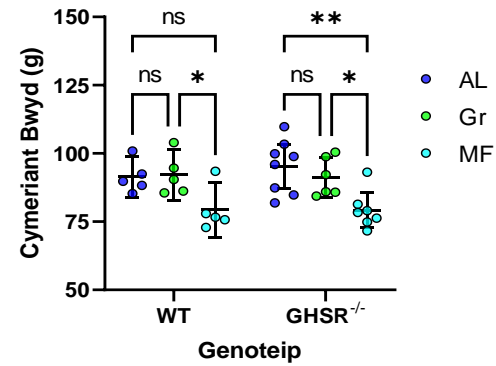 ns
**
ns
*
ns
*
150
125
100
75
50
Cymeriant Bwyd (g)
WT
GHSR-/-
Genoteip
AL
Gr
MF